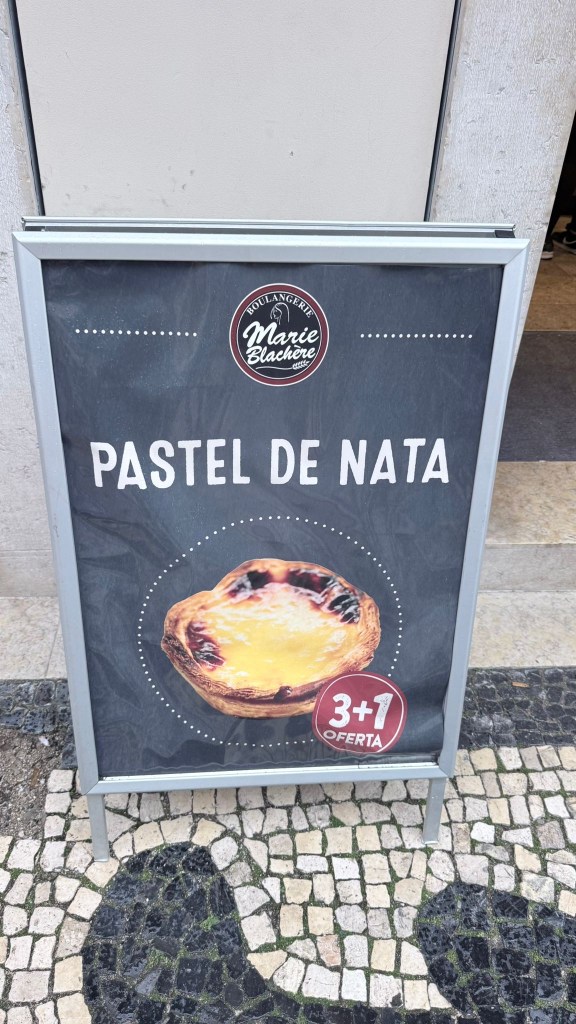 BOULANGERIE
Marie
Blachère
PASTEL DE NATA
3+1
OFERTA